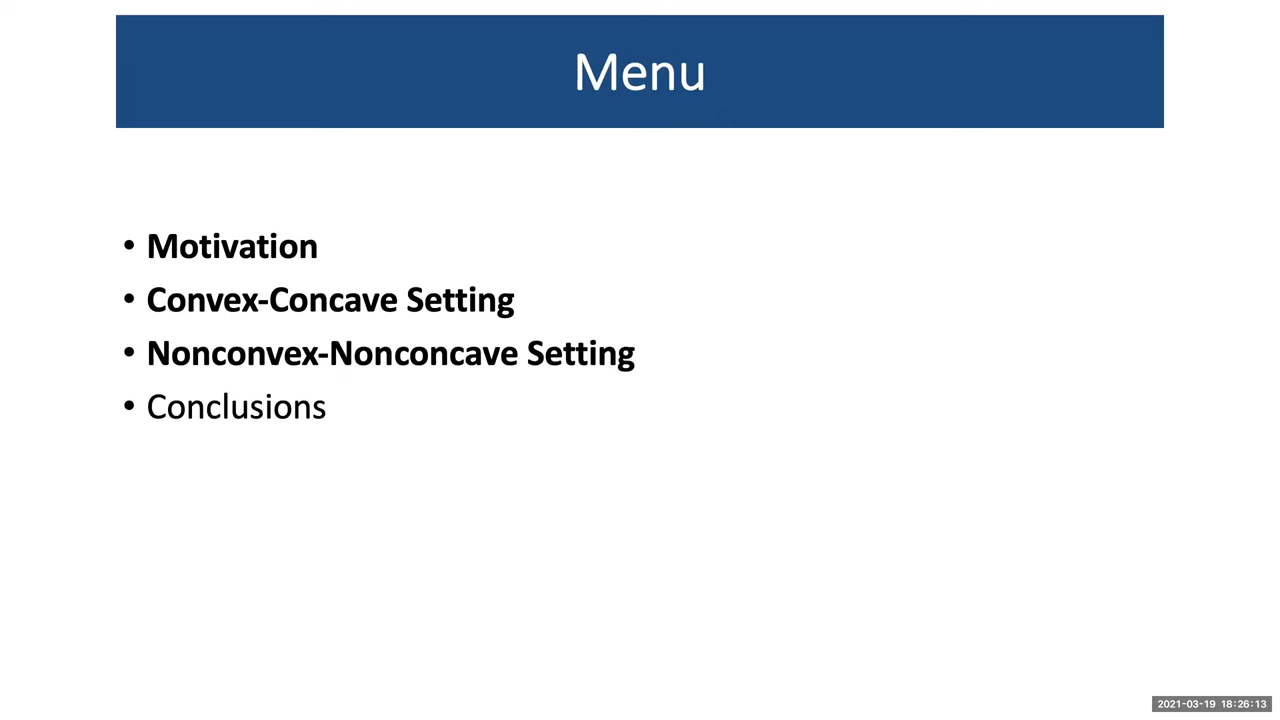 Menu
• Motivation
• Convex-Concave Setting
• Nonconvex-Nonconcave Setting
• Conclusions
2021-03-19 18:26:13